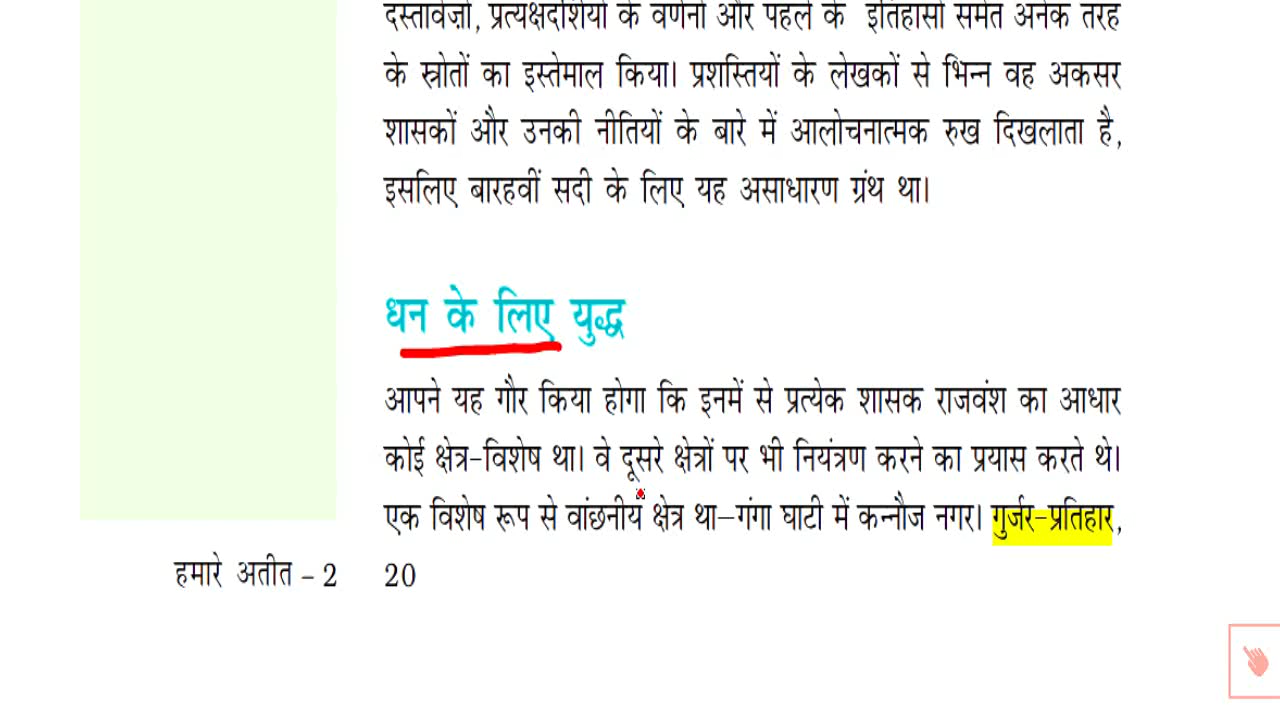 दस्तावेज़ों, प्रत्यक्षदर्शियों के वर्णनों और पहले के इतिहासों समेत अनेक तरह
के स्रोतों का इस्तेमाल किया। प्रशस्तियों के लेखकों से भिन्न वह अकसर
शासकों और उनकी नीतियों के बारे में आलोचनात्मक रुख दिखलाता है,
इसलिए बारहवीं सदी के लिए यह असाधारण ग्रंथ था।
धन के लिए युद्ध
आपने यह गौर किया होगा कि इनमें से प्रत्येक शासक राजवंश का आधार
कोई क्षेत्र-विशेष था। वे दूसरे क्षेत्रों पर भी नियंत्रण करने का प्रयास करते थे।
एक विशेष रूप से वांछनीय क्षेत्र था–गंगा घाटी में कन्नौज नगर। गुर्जर-प्रतिहार,
हमारे अतीत – 2 20